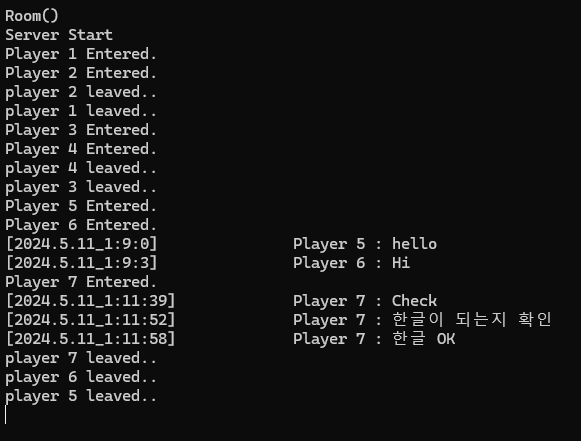 Room()
Server Start
Player 1 Entered.
Player 2 Entered.
player 2 leaved..
player 1 leaved..
Player 3 Entered.
Player 4 Entered.
player 4 leaved..
player 3 leaved..
Player 5 Entered.
Player 6 Entered.
[2024.5.11_1:9:0] Player 5 : hello
[2024.5.11_1:9:3] Player 6 : Hi
Player 7 Entered.
[2024.5.11_1:11:39] Player 7 : Check
[2024.5.11_1:11:52] Player 7 : 한글이 되는지 확인
[2024.5.11_1:11:58] Player 7 : 한글 OK
player 7 leaved..
player 6 leaved..
player 5 leaved..